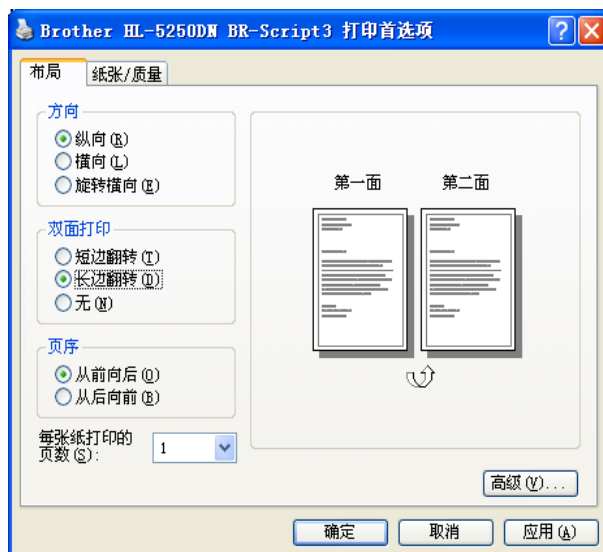 Brother HL-5250DN BR-Script3 打印首选项
布局 纸张/质量
方向
纵向(R)
横向(L)
旋转横向(E)
双面打印
短边翻转(T)
长边翻转(D)
无(N)
页序
从前向后(O)
从后向前(B)
每张纸打印的
页数(S): 1
第一面 第二面
高级(V)...
确定 取消 应用(A)